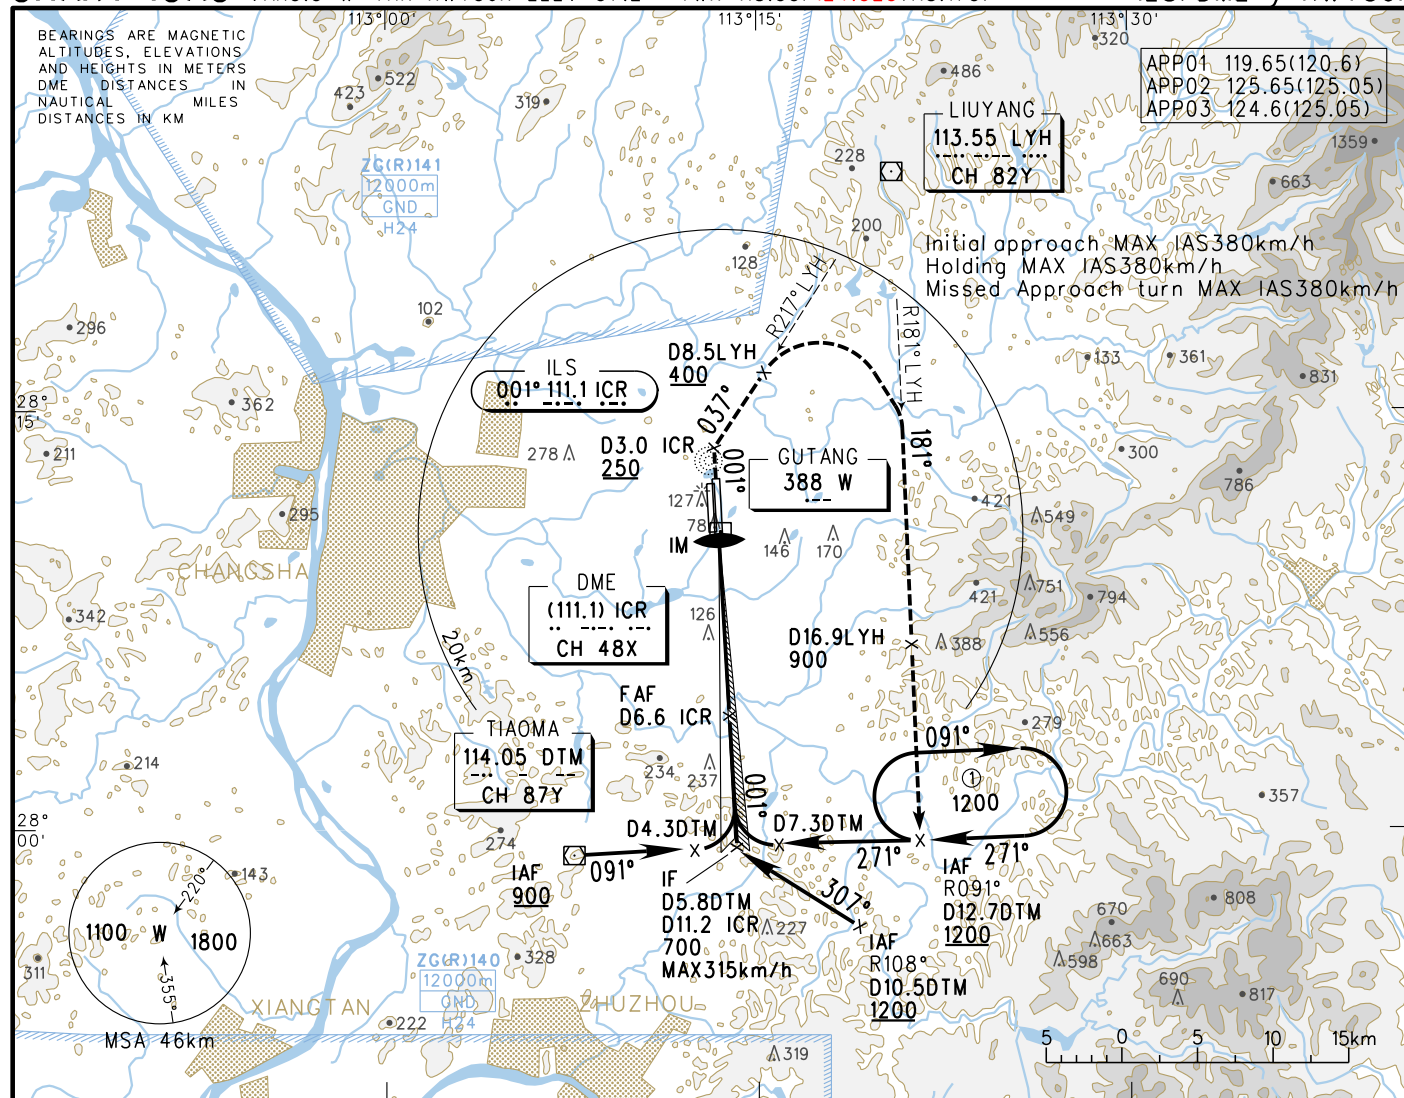 113°00'
113°15'
113°30'
BEARINGS ARE MAGNETIC
ALTITUDES, ELEVATIONS
AND HEIGHTS IN METERS
DME DISTANCES IN
NAUTICAL MILES
DISTANCES IN KM
APP01 119.65(120.6)
APP02 125.65(125.05)
APP03 124.6(125.05)
320
522
423
319
486
LIUYANG
113.55 LYH
CH 82Y
1359
663
228
200
ZG(R)141
12000m
GND
H24
Initial approach MAX IAS380km/h
Holding MAX IAS380km/h
Missed Approach turn MAX IAS380km/h
128
R217° LYH
R181° LYH
102
296
300
133
361
831
D8.5LYH
400
ILS
001° 111.1 ICR
037°
28°
15'
362
211
278
D3.0 ICR
250
001°
181°
GUTANG
388 W
300
786
421
549
295
127
78
IM
146
170
CHANGSHA
DME
(111.1) ICR
CH 48X
126
421
751
794
556
388
342
20km
D16.9LYH
900
FAF
D6.6 ICR
279
TIAOMA
114.05 DTM
CH 87Y
214
234
237
001°
091°
1
1200
357
28°
00'
274
D4.3DTM
D7.3DTM
271°
271°
091°
IAF
900
IF
D5.8DTM
D11.2 ICR
700
MAX315km/h
307°
227
IAF
R091°
D12.7DTM
1200
IAF
R108°
D10.5DTM
1200
143
220°
1100 W 1800
355°
MSA 46km
311
328
ZG(R)140
12000m
GND
H24
XIANGTAN
ZHUZHOU
222
319
670
663
598
808
690
817
5 0 5 10 15km